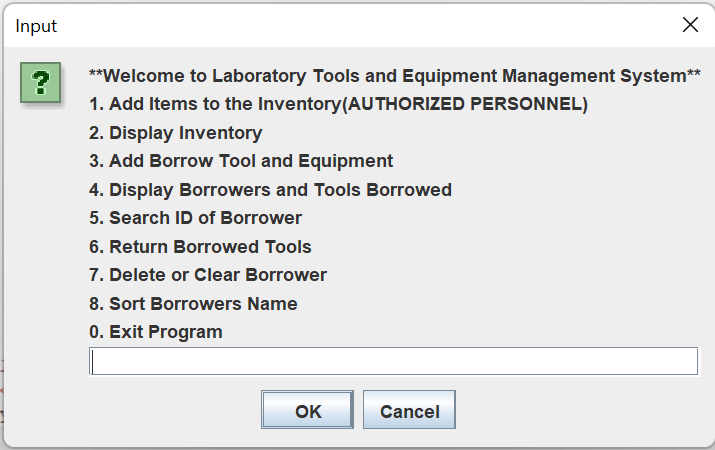 Input
**Welcome to Laboratory Tools and Equipment Management System**
1. Add Items to the Inventory(AUTHORIZED PERSONNEL)
2. Display Inventory
3. Add Borrow Tool and Equipment
4. Display Borrowers and Tools Borrowed
5. Search ID of Borrower
6. Return Borrowed Tools
7. Delete or Clear Borrower
8. Sort Borrowers Name
0. Exit Program
OK Cancel